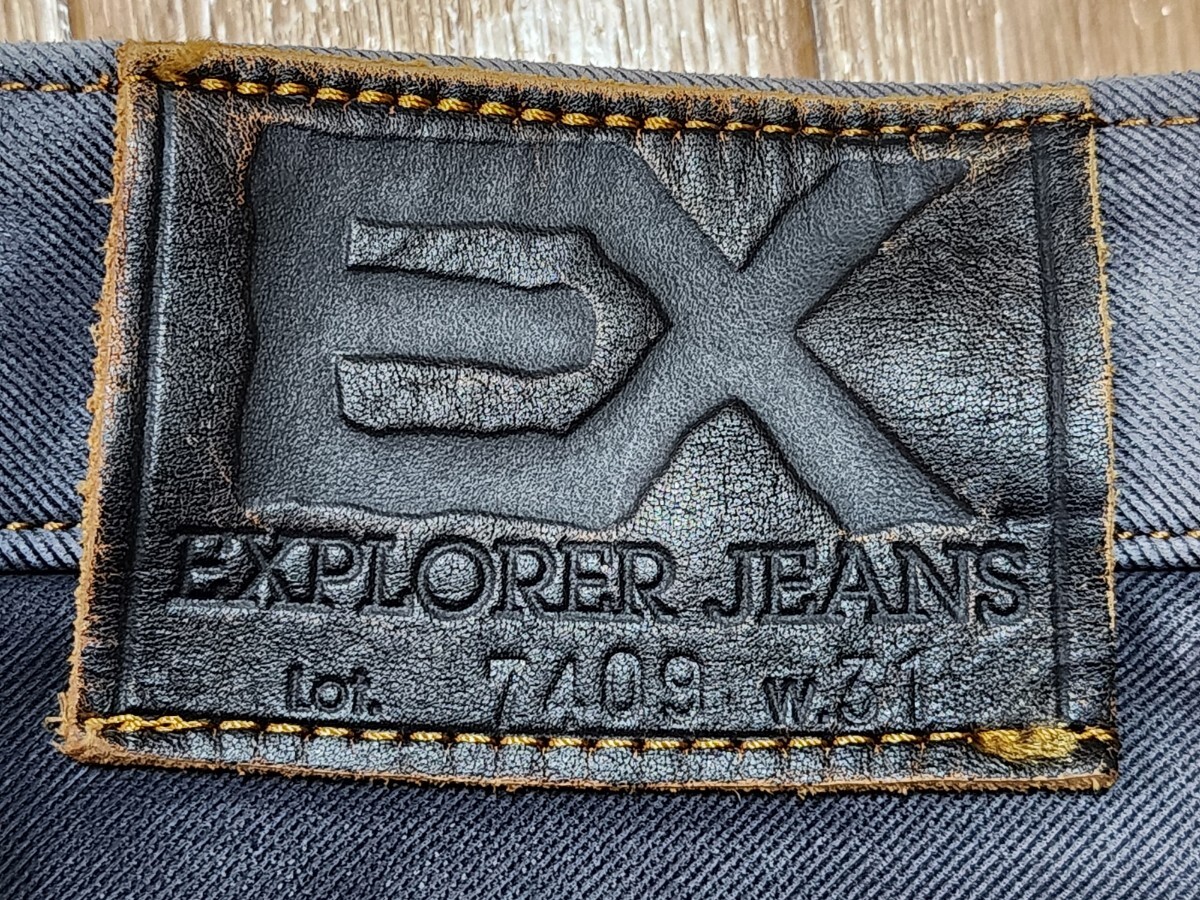 EX
EXPLORER JEANS
Lot. 7409 W.31